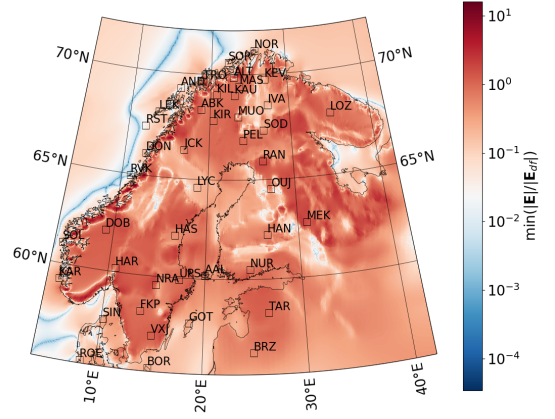 NOR
SOR
70°N
70°N
TRO ALT KEV
AND MAS
KIL KAU
LEK ABK IVA
LOZ
RST KIR MUO
SOD
PEL
DON JCK
RAN
65°N
65°N
RVK
LYC OUJ
MEK
DOB
SOL HAS HAN
60°N
HAR NUR
KAR NRA UPS AAL
SIN FKP TAR
GOT
VXJ
ROE BOR BRZ
10°E
20°E
30°E
40°E
10¹
10⁰
10⁻¹
10⁻²
10⁻³
10⁻⁴
min(|E|/|E_df|)